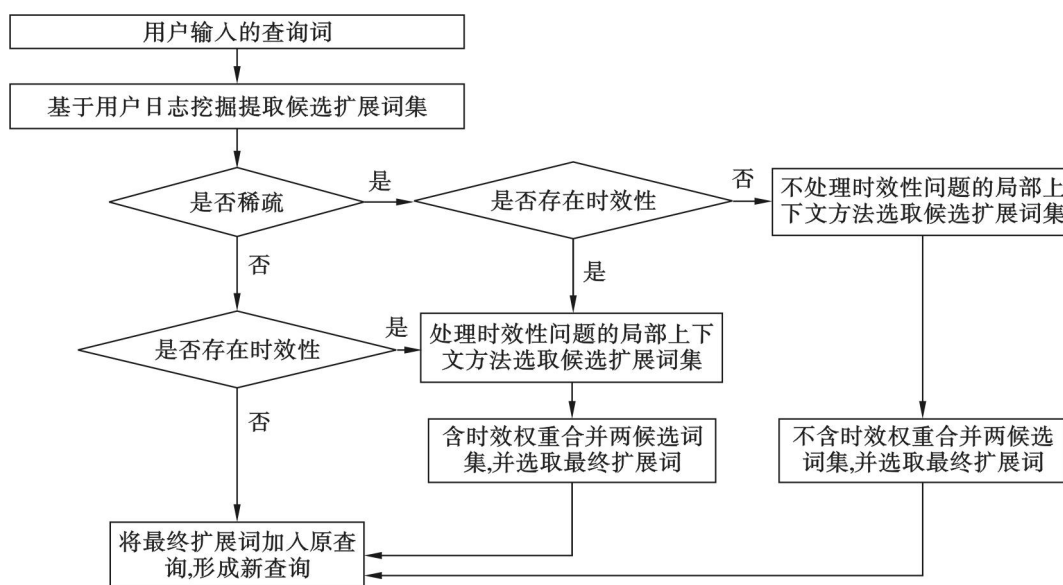 用户输入的查询词
基于用户日志挖掘提取候选扩展词集
是否稀疏
是
是否存在时效性
否
不处理时效性问题的局部上
下文方法选取候选扩展词集
否
是
是否存在时效性
是
处理时效性问题的局部上下
文方法选取候选扩展词集
否
含时效权重合并两候选词
集,并选取最终扩展词
不含时效权重合并两候选
词集,并选取最终扩展词
将最终扩展词加入原查
询,形成新查询